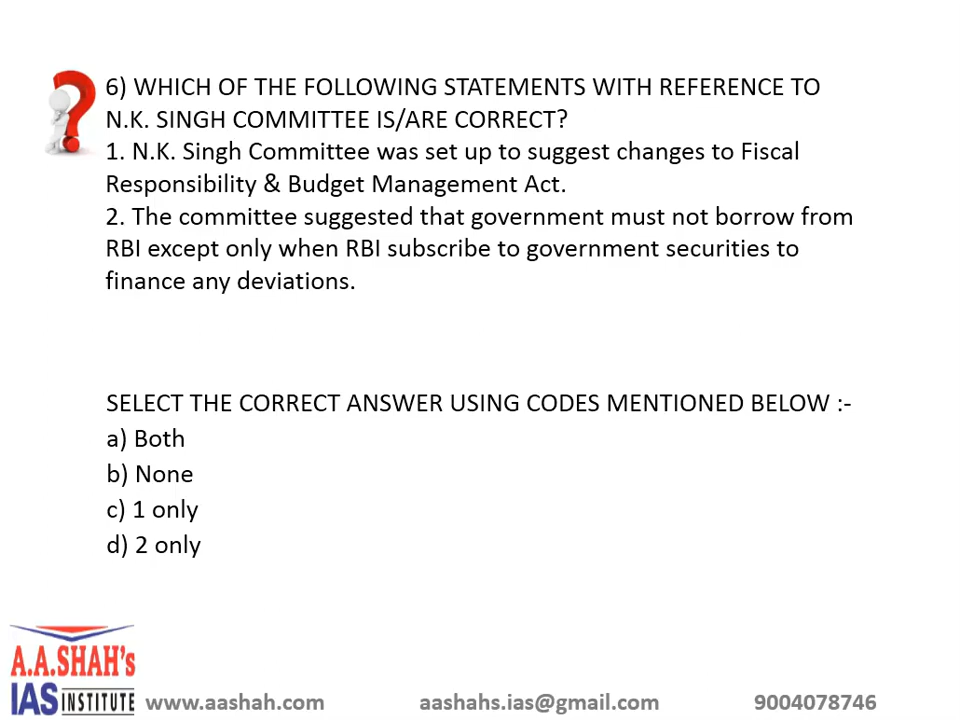 6) WHICH OF THE FOLLOWING STATEMENTS WITH REFERENCE TO
N.K. SINGH COMMITTEE IS/ARE CORRECT?
1. N.K. Singh Committee was set up to suggest changes to Fiscal
Responsibility & Budget Management Act.
2. The committee suggested that government must not borrow from
RBI except only when RBI subscribe to government securities to
finance any deviations.
SELECT THE CORRECT ANSWER USING CODES MENTIONED BELOW :-
a) Both
b) None
c) 1 only
d) 2 only
A.A.SHAH's
IAS INSTITUTE
www.aashah.com aashahs.ias@gmail.com 9004078746